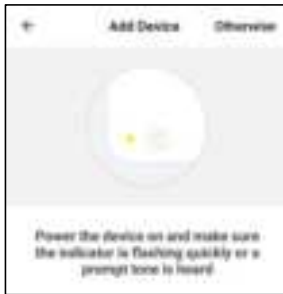 ← Add Device Otherwise
Power the device on and make sure
the indicator is flashing quickly or a
prompt tone is heard